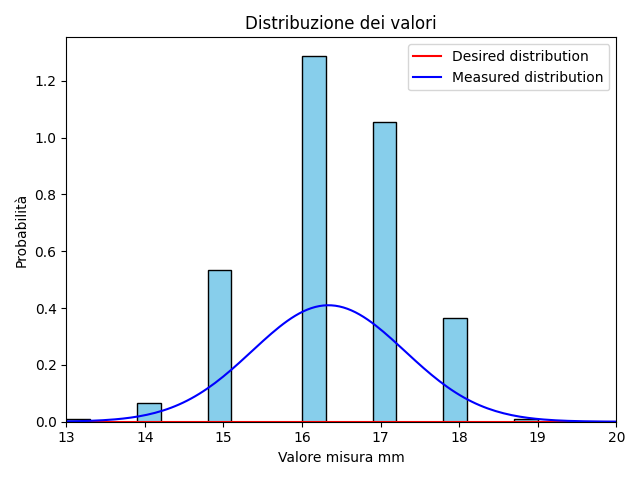 Distribuzione dei valori
Desired distribution
Measured distribution
Probabilità
1.2
1.0
0.8
0.6
0.4
0.2
0.0
13 14 15 16 17 18 19 20
Valore misura mm